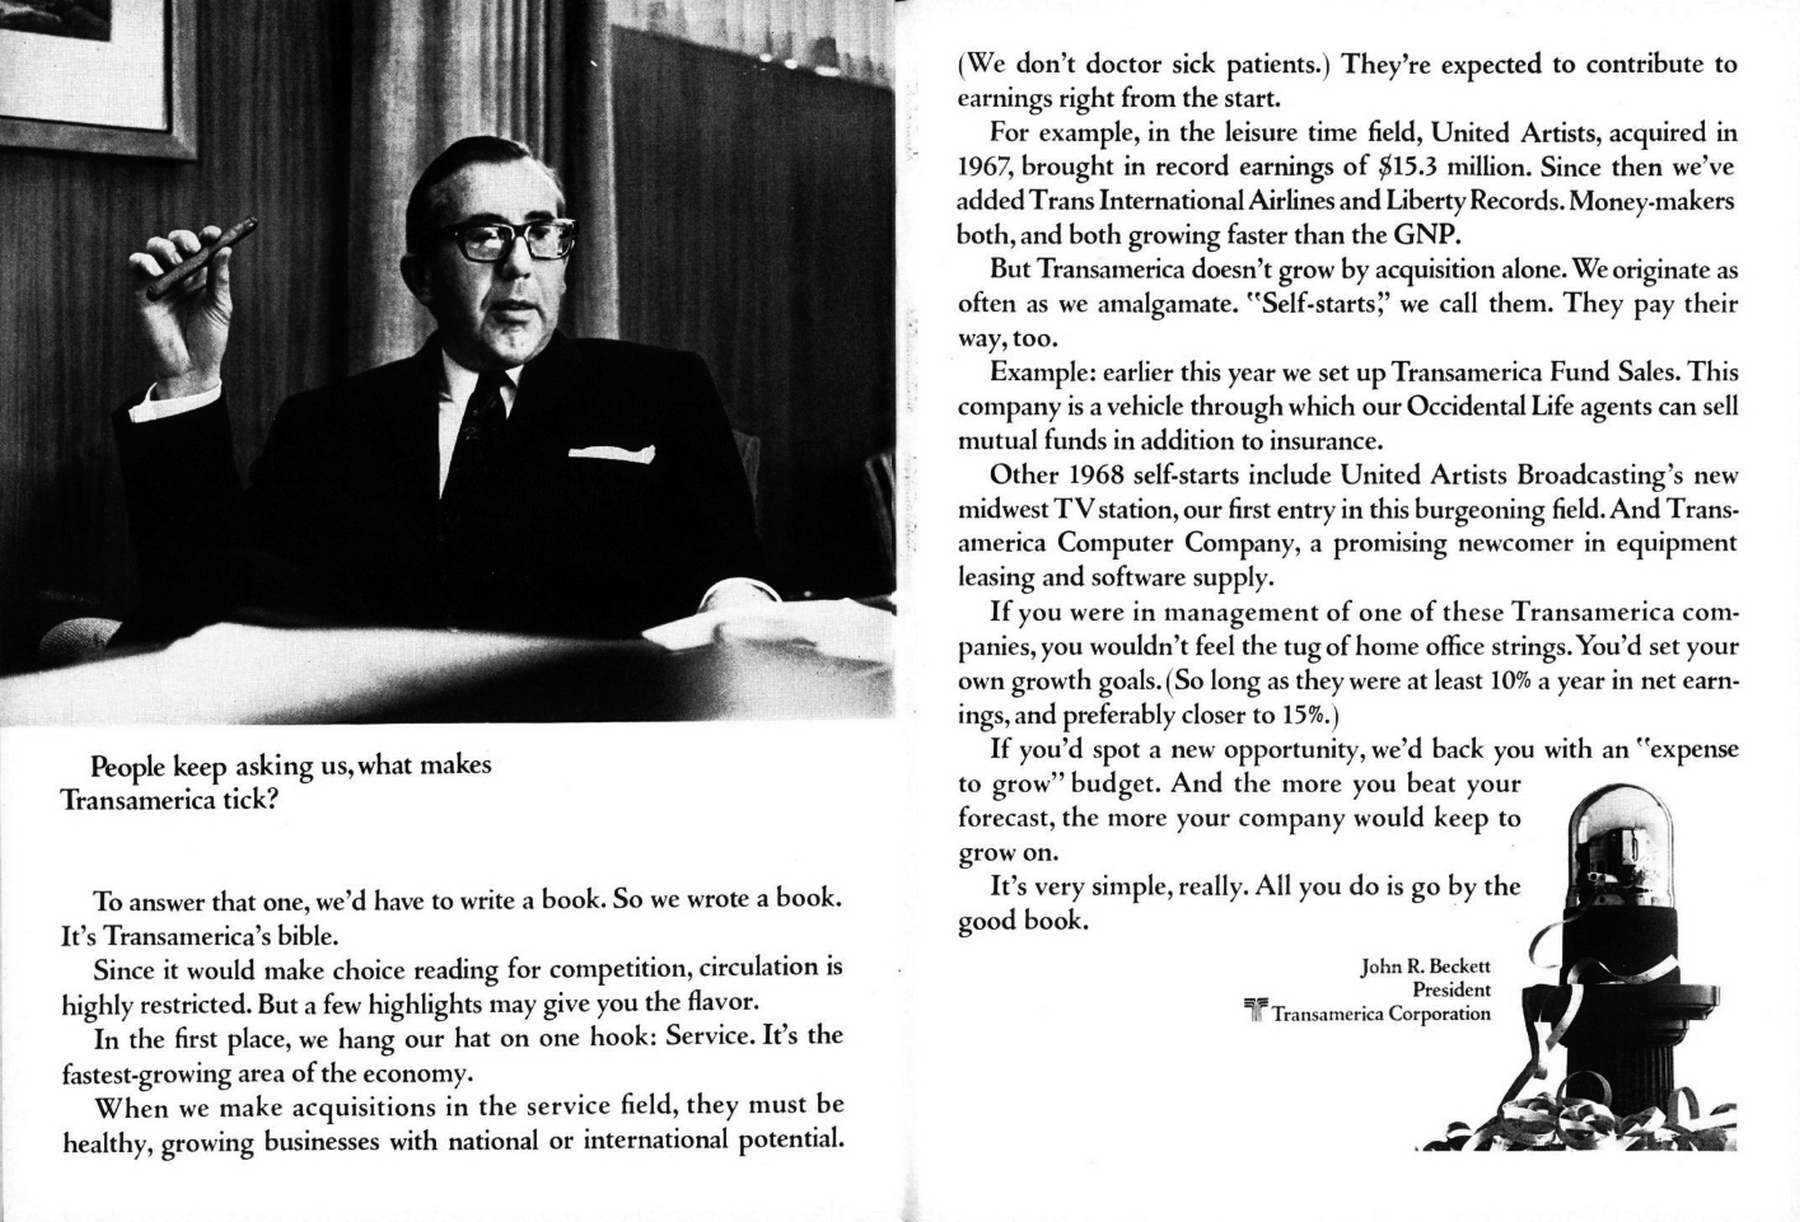 People keep asking us, what makes
Transamerica tick?
To answer that one, we'd have to write a book. So we wrote a book.
It's Transamerica's bible.
Since it would make choice reading for competition, circulation is
highly restricted. But a few highlights may give you the flavor.
In the first place, we hang our hat on one hook: Service. It's the
fastest-growing area of the economy.
When we make acquisitions in the service field, they must be
healthy, growing businesses with national or international potential.
(We don't doctor sick patients.) They're expected to contribute to
earnings right from the start.
For example, in the leisure time field, United Artists, acquired in
1967, brought in record earnings of $15.3 million. Since then we've
added Trans International Airlines and Liberty Records. Money-makers
both, and both growing faster than the GNP.
But Transamerica doesn't grow by acquisition alone. We originate as
often as we amalgamate. "Self-starts," we call them. They pay their
way, too.
Example: earlier this year we set up Transamerica Fund Sales. This
company is a vehicle through which our Occidental Life agents can sell
mutual funds in addition to insurance.
Other 1968 self-starts include United Artists Broadcasting's new
midwest TV station, our first entry in this burgeoning field. And Trans-
america Computer Company, a promising newcomer in equipment
leasing and software supply.
If you were in management of one of these Transamerica com-
panies, you wouldn't feel the tug of home office strings. You'd set your
own growth goals. (So long as they were at least 10% a year in net earn-
ings, and preferably closer to 15%.)
If you'd spot a new opportunity, we'd back you with an "expense
to grow" budget. And the more you beat your
forecast, the more your company would keep to
grow on.
It's very simple, really. All you do is go by the
good book.
John R. Beckett
President
Transamerica Corporation